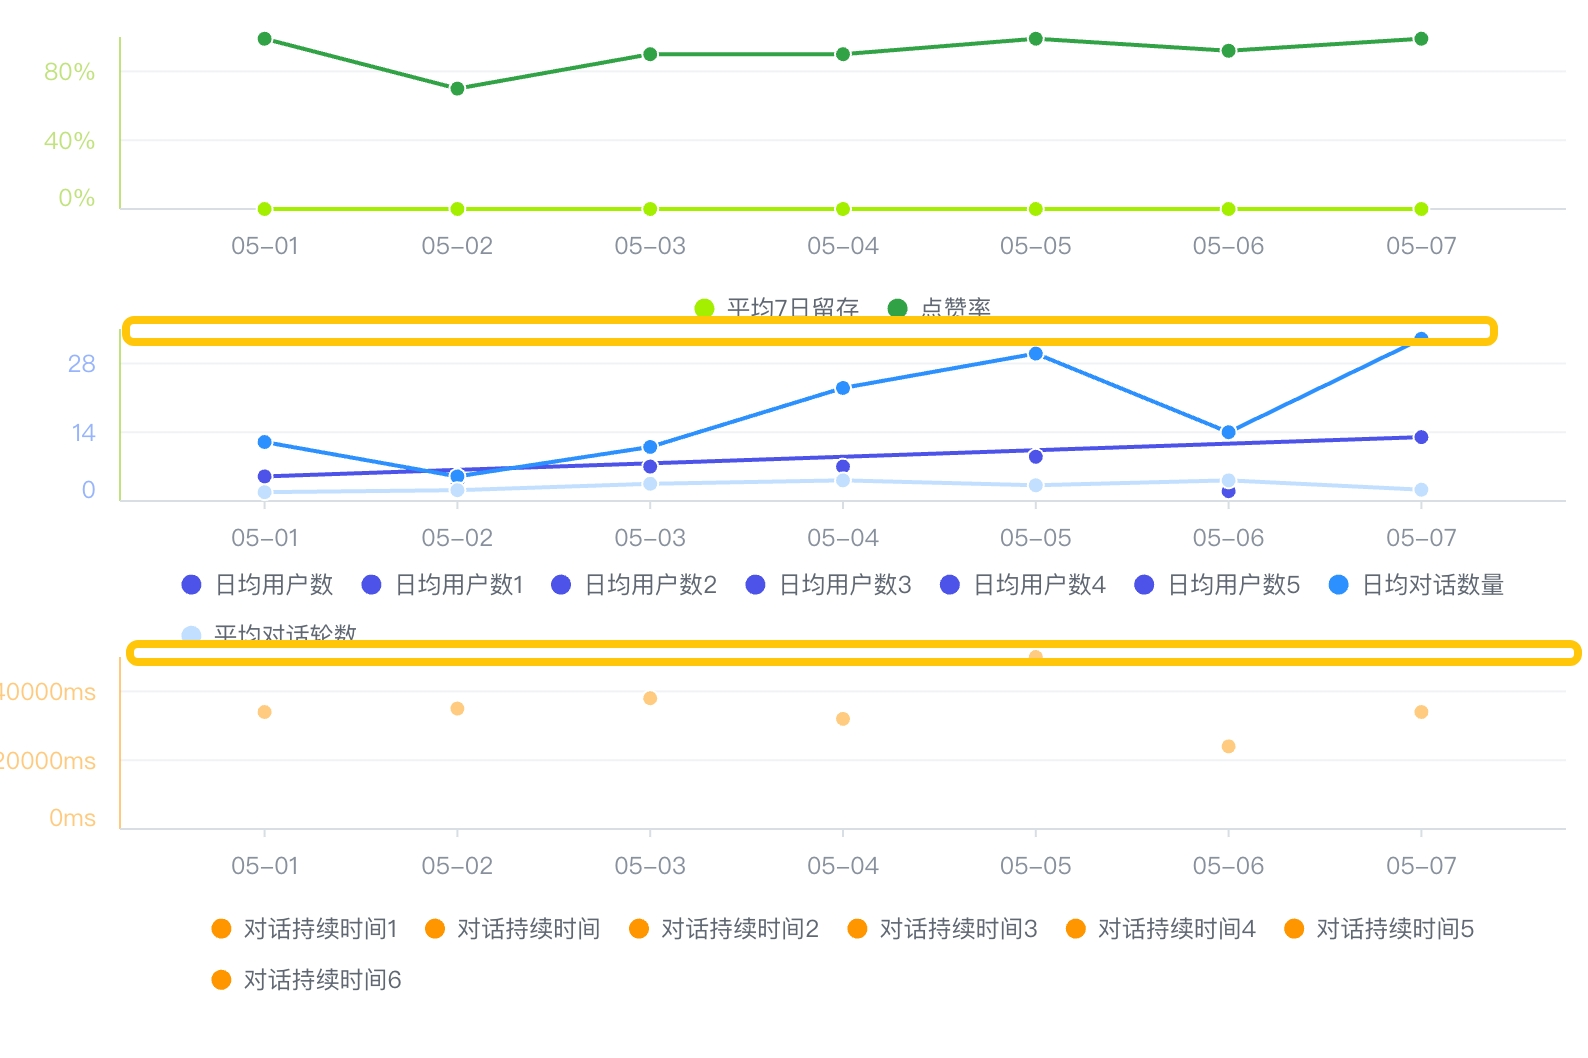 80%
40%
0%
05-01 05-02 05-03 05-04 05-05 05-06 05-07
平均7日留存 点赞率
28
14
0
05-01 05-02 05-03 05-04 05-05 05-06 05-07
日均用户数 日均用户数1 日均用户数2 日均用户数3 日均用户数4 日均用户数5 日均对话数量
平均对话轮数
40000ms
20000ms
0ms
05-01 05-02 05-03 05-04 05-05 05-06 05-07
对话持续时间1 对话持续时间 对话持续时间2 对话持续时间3 对话持续时间4 对话持续时间5
对话持续时间6